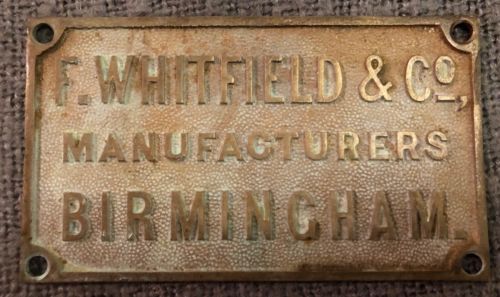 F. WHITFIELD & Cº,
MANUFACTURERS
BIRMINGHAM.